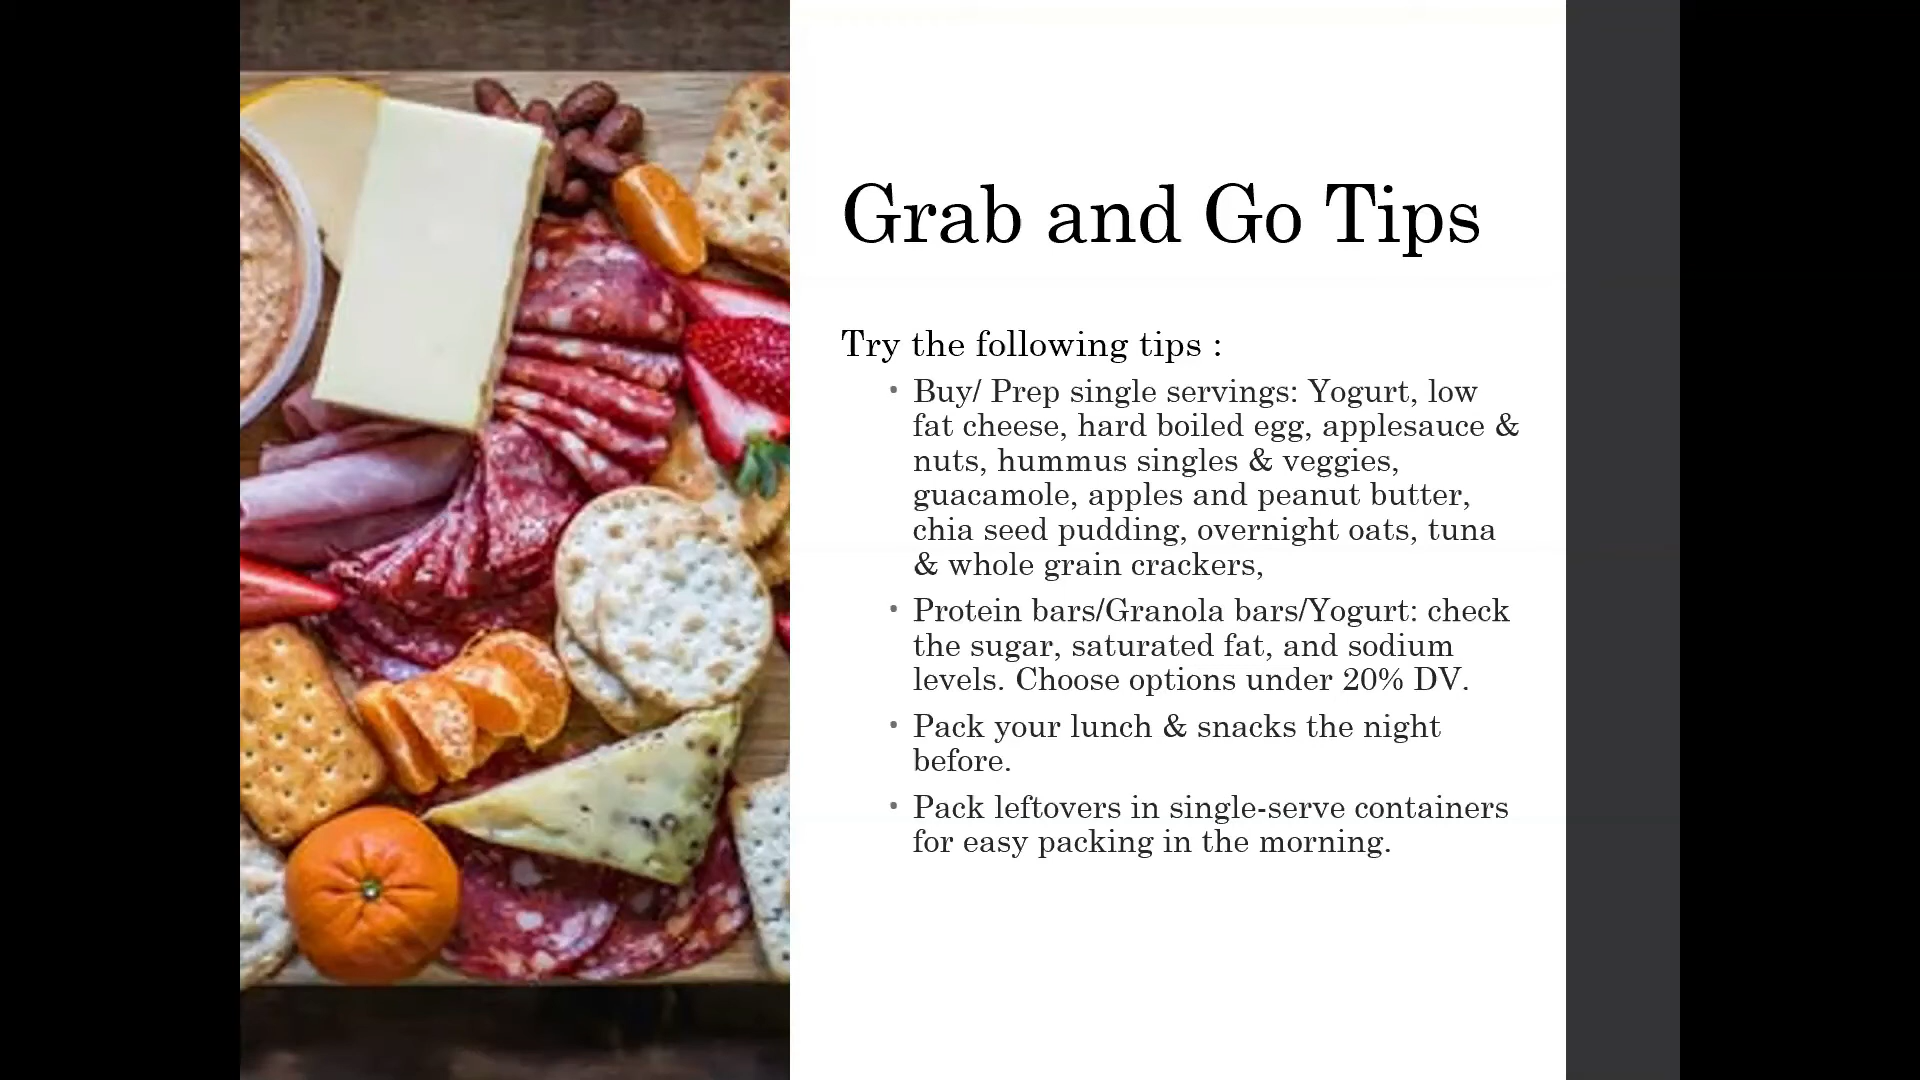 Grab and Go Tips
Try the following tips :
• Buy/ Prep single servings: Yogurt, low
fat cheese, hard boiled egg, applesauce &
nuts, hummus singles & veggies,
guacamole, apples and peanut butter,
chia seed pudding, overnight oats, tuna
& whole grain crackers,
• Protein bars/Granola bars/Yogurt: check
the sugar, saturated fat, and sodium
levels. Choose options under 20% DV.
• Pack your lunch & snacks the night
before.
• Pack leftovers in single-serve containers
for easy packing in the morning.